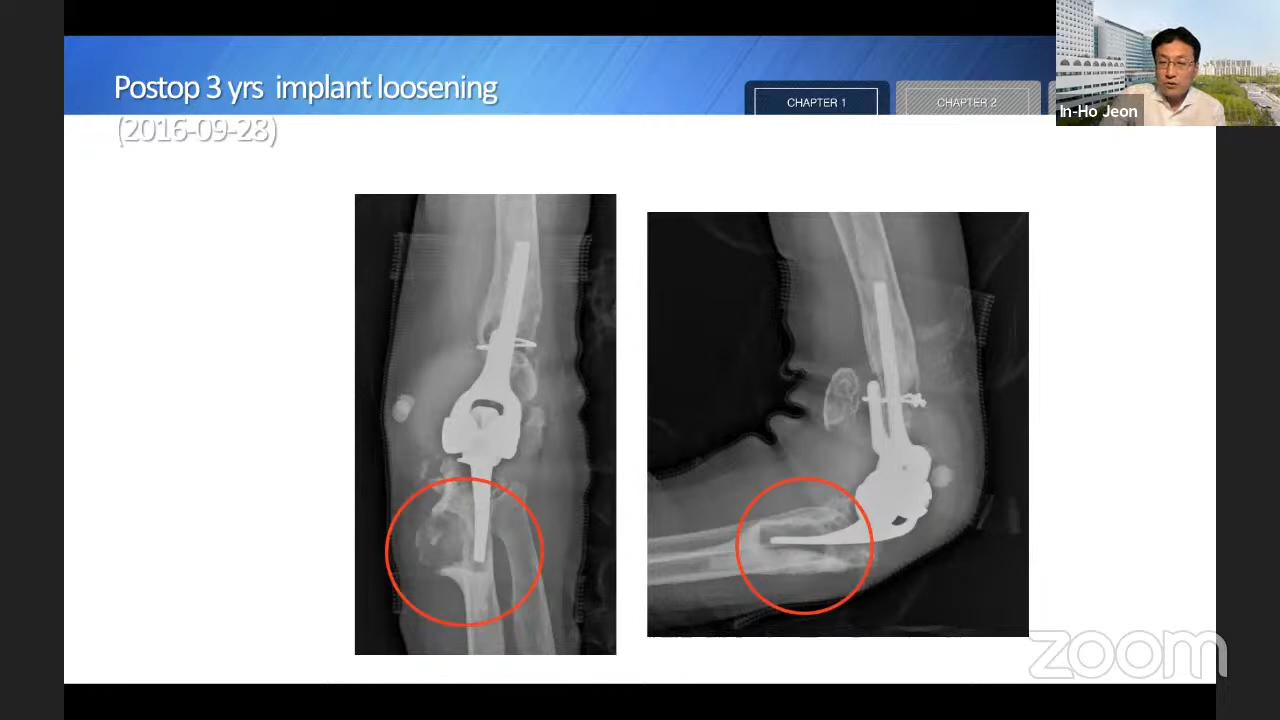 Postop 3 yrs implant loosening
(2016-09-28)
CHAPTER 1
CHAPTER 2
In-Ho Jeon
zoom